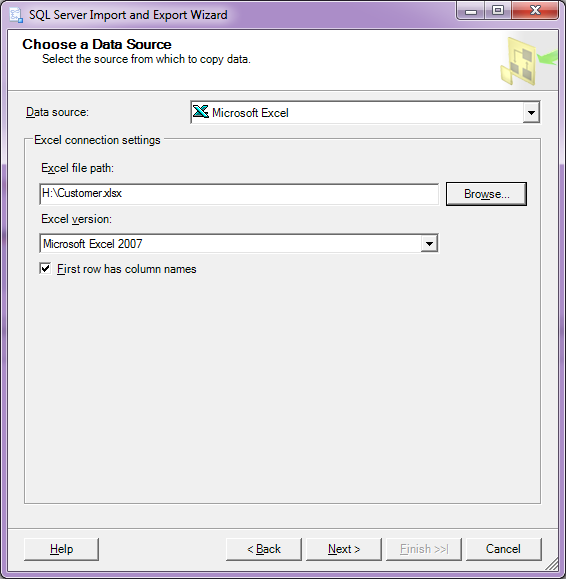 SQL Server Import and Export Wizard
Choose a Data Source
Select the source from which to copy data.
Data source:
Microsoft Excel
Excel connection settings
Excel file path:
H:\Customer.xlsx
Browse...
Excel version:
Microsoft Excel 2007
First row has column names
Help
< Back
Next >
Finish >>|
Cancel